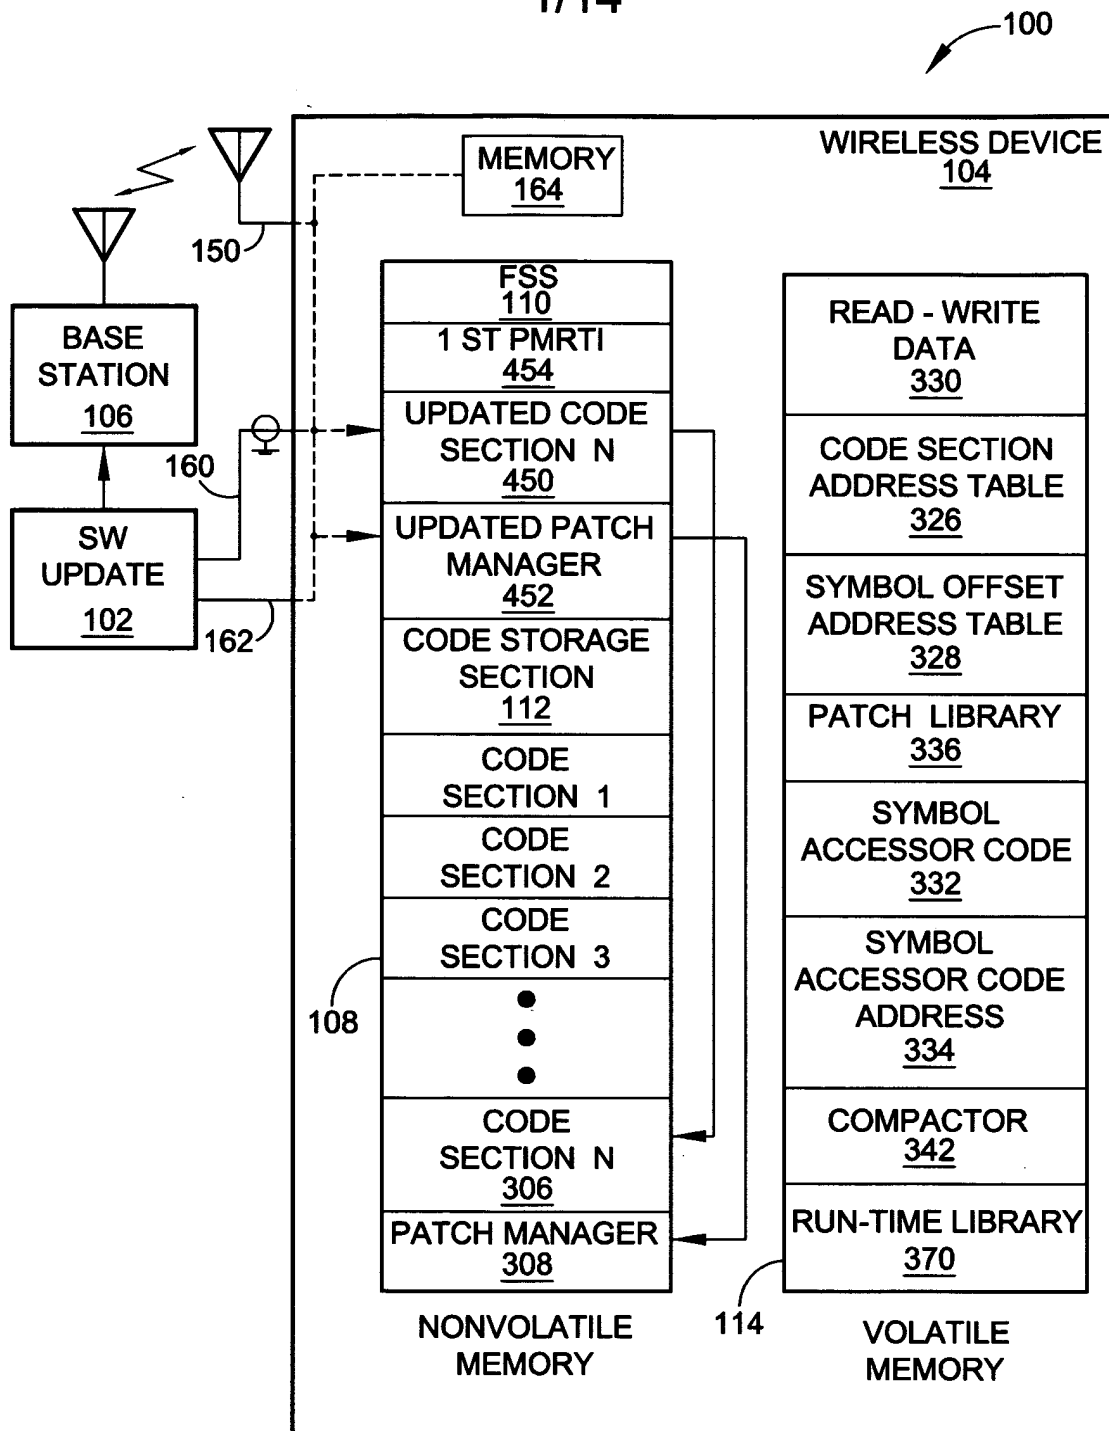 1/14
100
WIRELESS DEVICE
104
MEMORY
164
150
BASE
STATION
106
160
SW
UPDATE
102
162
FSS
110
1 ST PMRTI
454
UPDATED CODE
SECTION N
450
UPDATED PATCH
MANAGER
452
CODE STORAGE
SECTION
112
CODE
SECTION 1
CODE
SECTION 2
CODE
SECTION 3
108
CODE
SECTION N
306
PATCH MANAGER
308
NONVOLATILE
MEMORY
READ - WRITE
DATA
330
CODE SECTION
ADDRESS TABLE
326
SYMBOL OFFSET
ADDRESS TABLE
328
PATCH LIBRARY
336
SYMBOL
ACCESSOR CODE
332
SYMBOL
ACCESSOR CODE
ADDRESS
334
COMPACTOR
342
RUN-TIME LIBRARY
370
114
VOLATILE
MEMORY